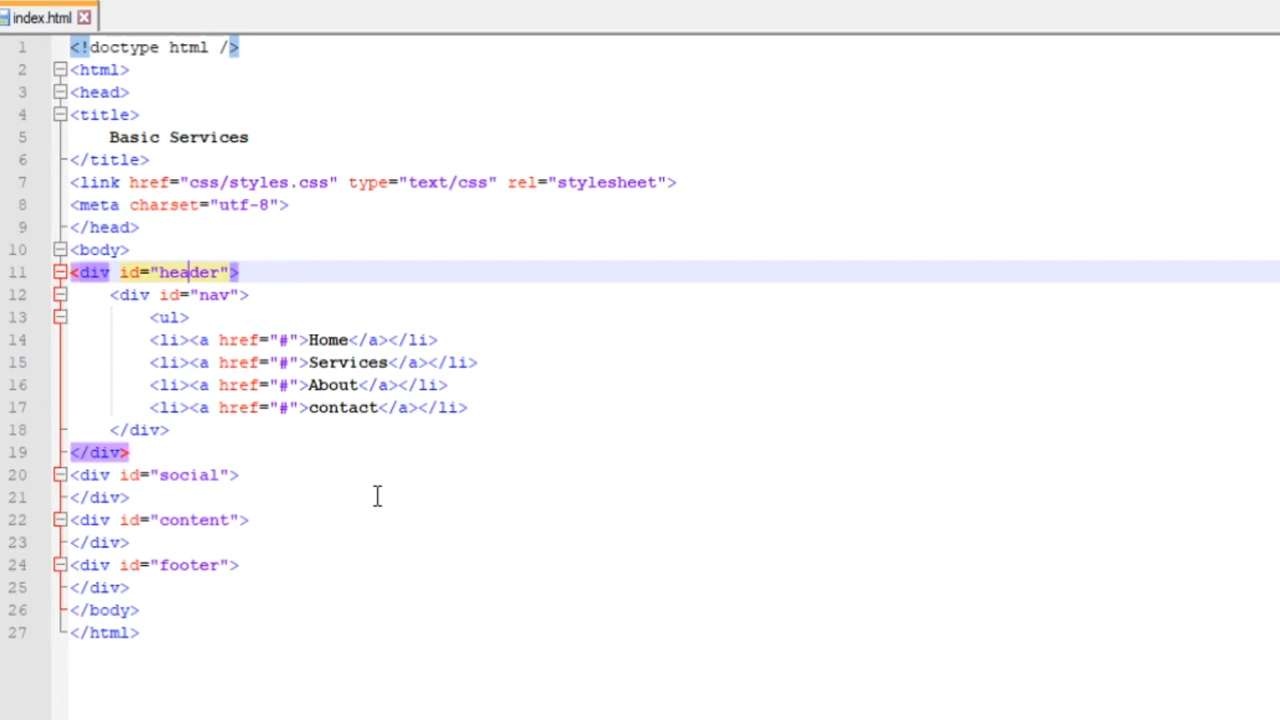 index.html
1 <!doctype html />
2 <html>
3 <head>
4 <title>
5 Basic Services
6 </title>
7 <link href="css/styles.css" type="text/css" rel="stylesheet">
8 <meta charset="utf-8">
9 </head>
10 <body>
11 <div id="header">
12 <div id="nav">
13 <ul>
14 <li><a href="#">Home</a></li>
15 <li><a href="#">Services</a></li>
16 <li><a href="#">About</a></li>
17 <li><a href="#">contact</a></li>
18 </div>
19 </div>
20 <div id="social">
21 </div>
22 <div id="content">
23 </div>
24 <div id="footer">
25 </div>
26 </body>
27 </html>